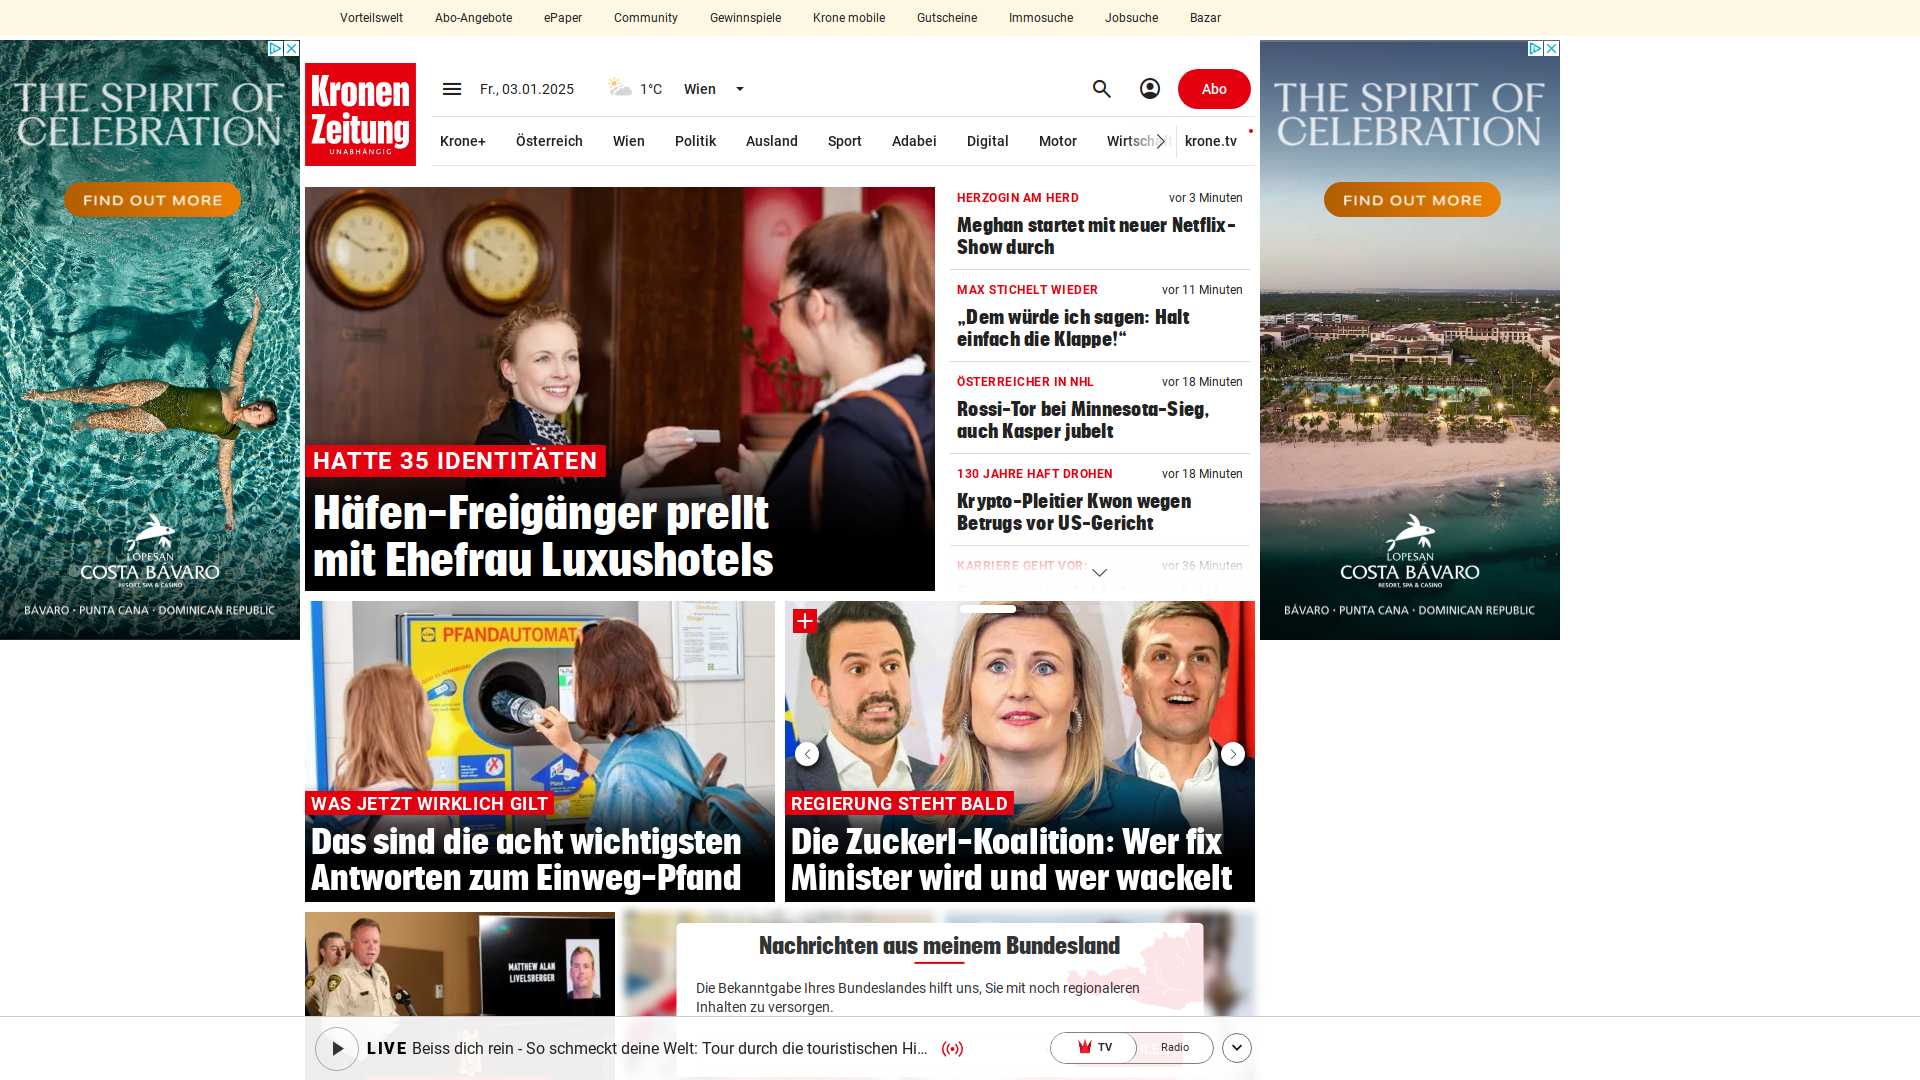 Vorteilswelt
Abo-Angebote
ePaper
Community
Gewinnspiele
Krone mobile
Gutscheine
Immosuche
Jobsuche
Bazar
THE SPIRIT OF
CELEBRATION
FIND OUT MORE
LOPESAN
COSTA BÁVARO
RESORT, SPA & CASINO
BÁVARO • PUNTA CANA • DOMINICAN REPUBLIC
Kronen
Zeitung
UNABHÄNGIG
Fr., 03.01.2025
1°C
Wien
Abo
Krone+
Österreich
Wien
Politik
Ausland
Sport
Adabei
Digital
Motor
krone.tv
HATTE 35 IDENTITÄTEN
Häfen-Freigänger prellt
mit Ehefrau Luxushotels
HERZOGIN AM HERD
vor 3 Minuten
Meghan startet mit neuer Netflix-
Show durch
MAX STICHELT WIEDER
vor 11 Minuten
„Dem würde ich sagen: Halt
einfach die Klappe!“
ÖSTERREICHER IN NHL
vor 18 Minuten
Rossi-Tor bei Minnesota-Sieg,
auch Kasper jubelt
130 JAHRE HAFT DROHEN
vor 18 Minuten
Krypto-Pleitier Kwon wegen
Betrugs vor US-Gericht
KARRIERE GEHT VOR:
vor 36 Minuten
THE SPIRIT OF
CELEBRATION
FIND OUT MORE
LOPESAN
COSTA BÁVARO
RESORT, SPA & CASINO
BÁVARO • PUNTA CANA • DOMINICAN REPUBLIC
PFANDAUTOMAT
WAS JETZT WIRKLICH GILT
Das sind die acht wichtigsten
Antworten zum Einweg-Pfand
REGIERUNG STEHT BALD
Die Zuckerl-Koalition: Wer fix
Minister wird und wer wackelt
MATTHEW ALAN
LIVELSBERGER
Nachrichten aus meinem Bundesland
Die Bekanntgabe Ihres Bundeslandes hilft uns, Sie mit noch regionaleren
Inhalten zu versorgen.
LIVE Beiss dich rein - So schmeckt deine Welt: Tour durch die touristischen Hi...
TV
Radio